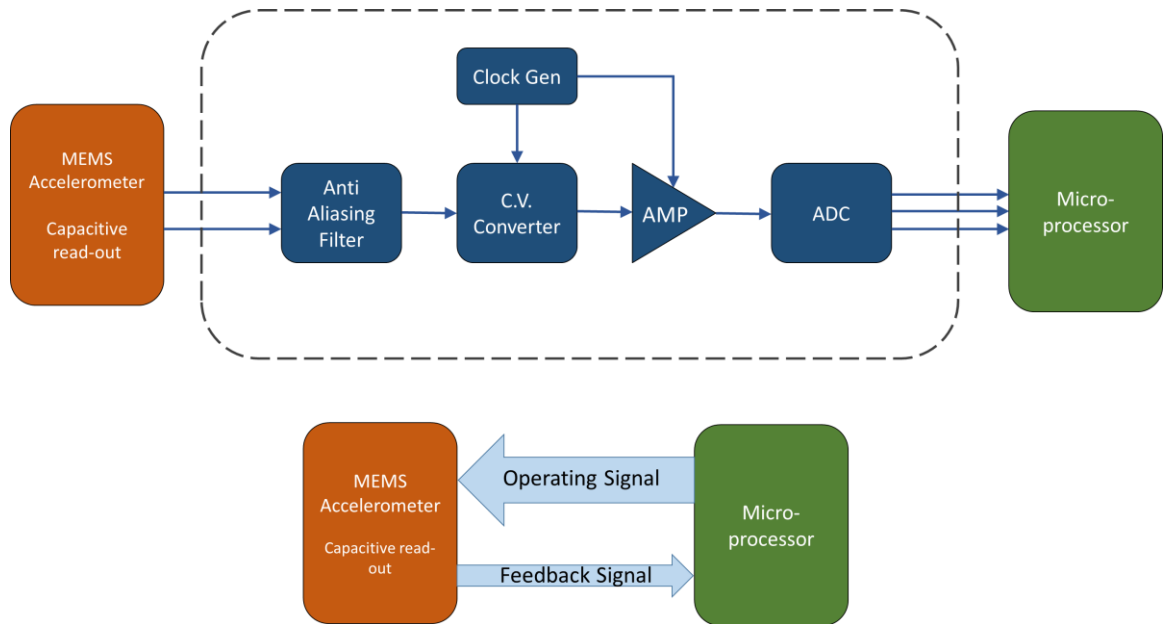 Clock Gen
MEMS
Accelerometer
Capacitive
read-out
Anti
Aliasing
Filter
C.V.
Converter
AMP
ADC
Micro-
processor
MEMS
Accelerometer
Capacitive read-
out
Operating Signal
Feedback Signal
Micro-
processor